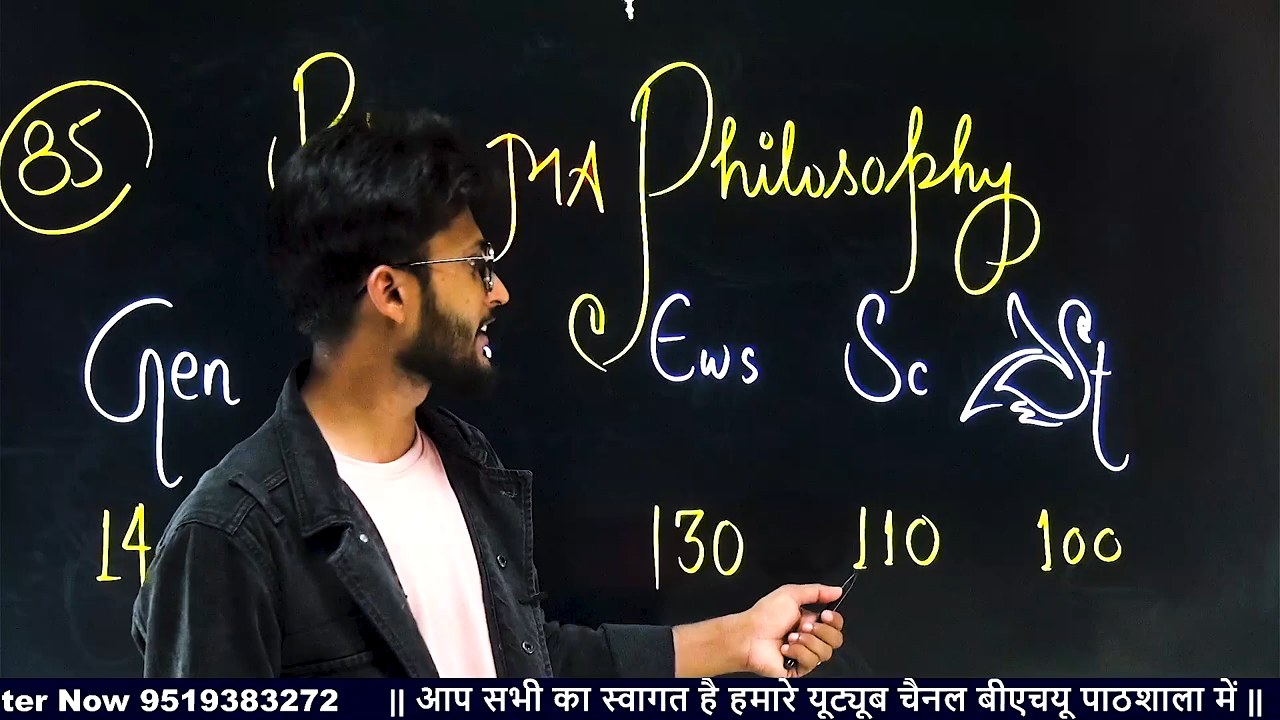 85 MA Philosophy
Gen Ews Sc St
14 130 110 100
ter Now 9519383272 || आप सभी का स्वागत है हमारे यूट्यूब चैनल बीएचयू पाठशाला में ||